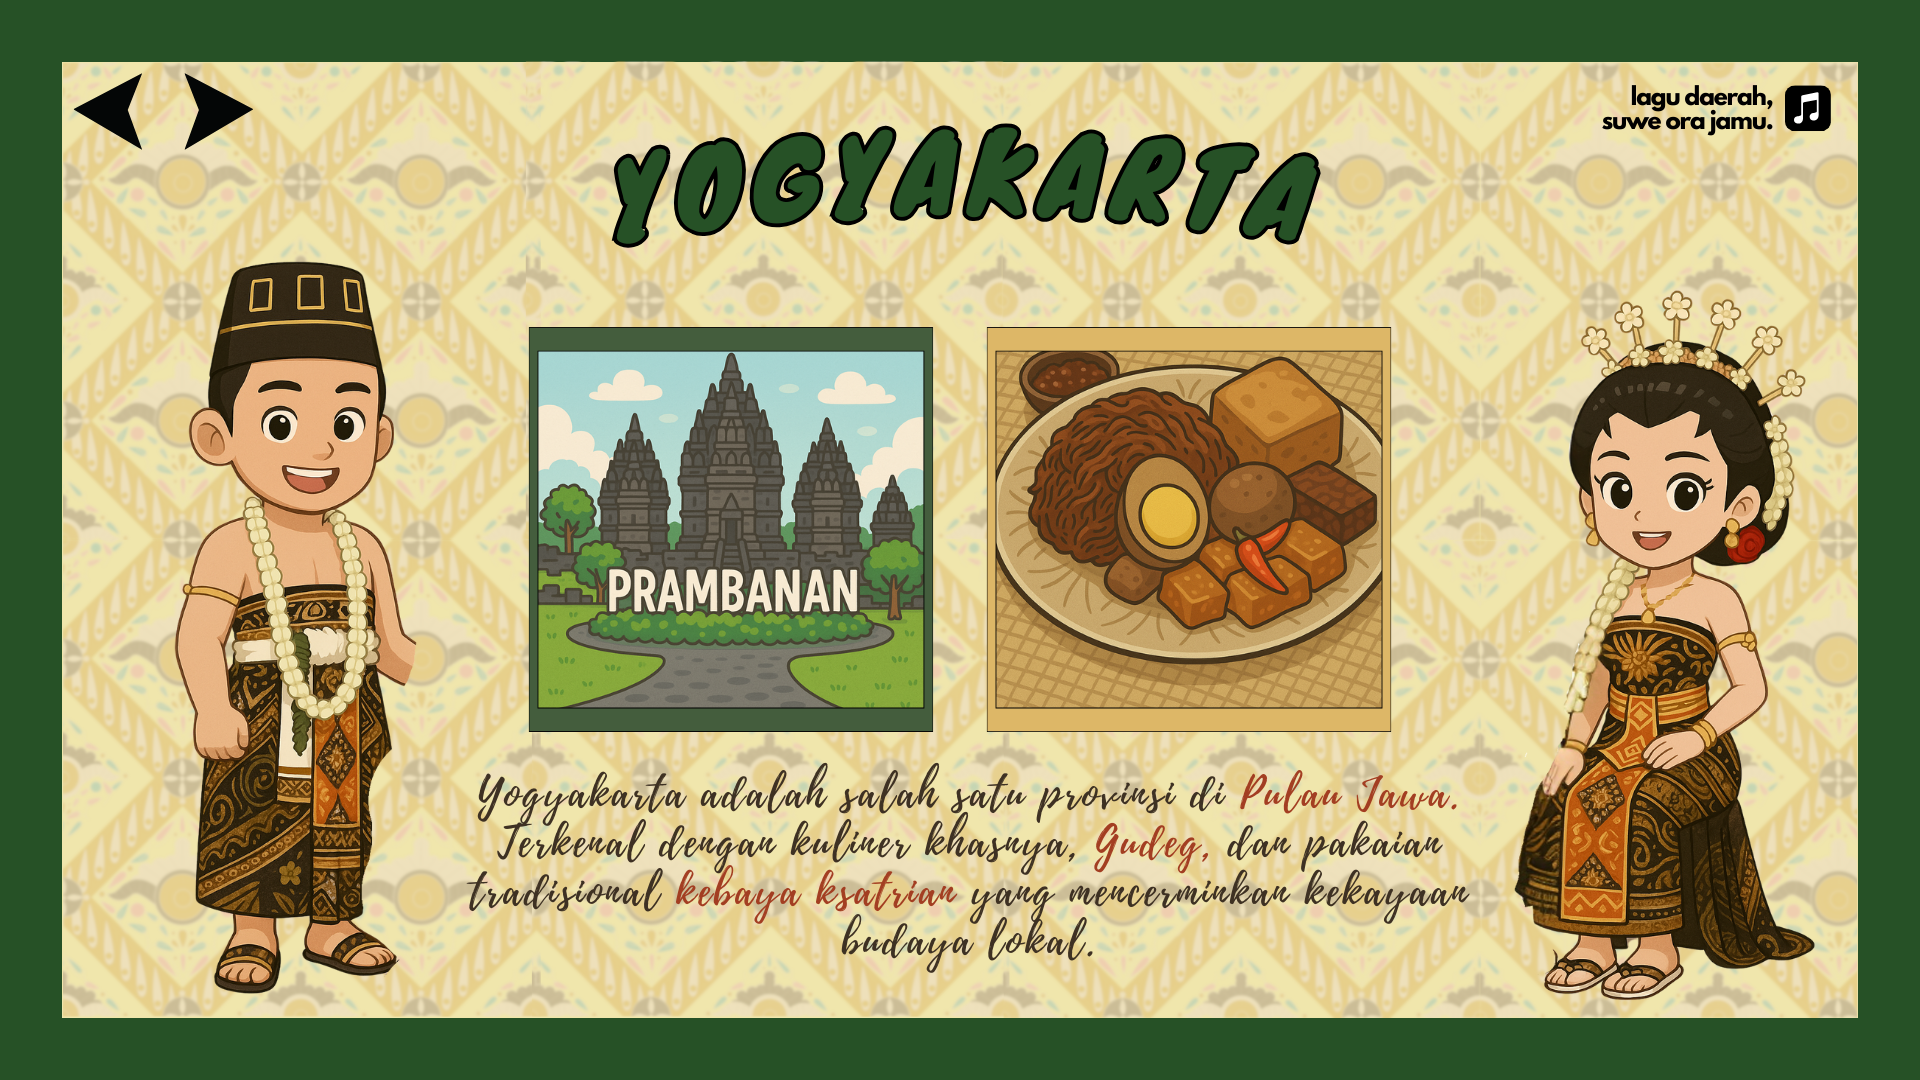 lagu daerah,
suwe ora jamu.
YOGYAKARTA
PRAMBANAN
Yogyakarta adalah salah satu provinsi di Pulau Jawa.
Terkenal dengan kuliner khasnya, Gudeg, dan pakaian
tradisional kebaya ksatrian yang mencerminkan kekayaan
budaya lokal.